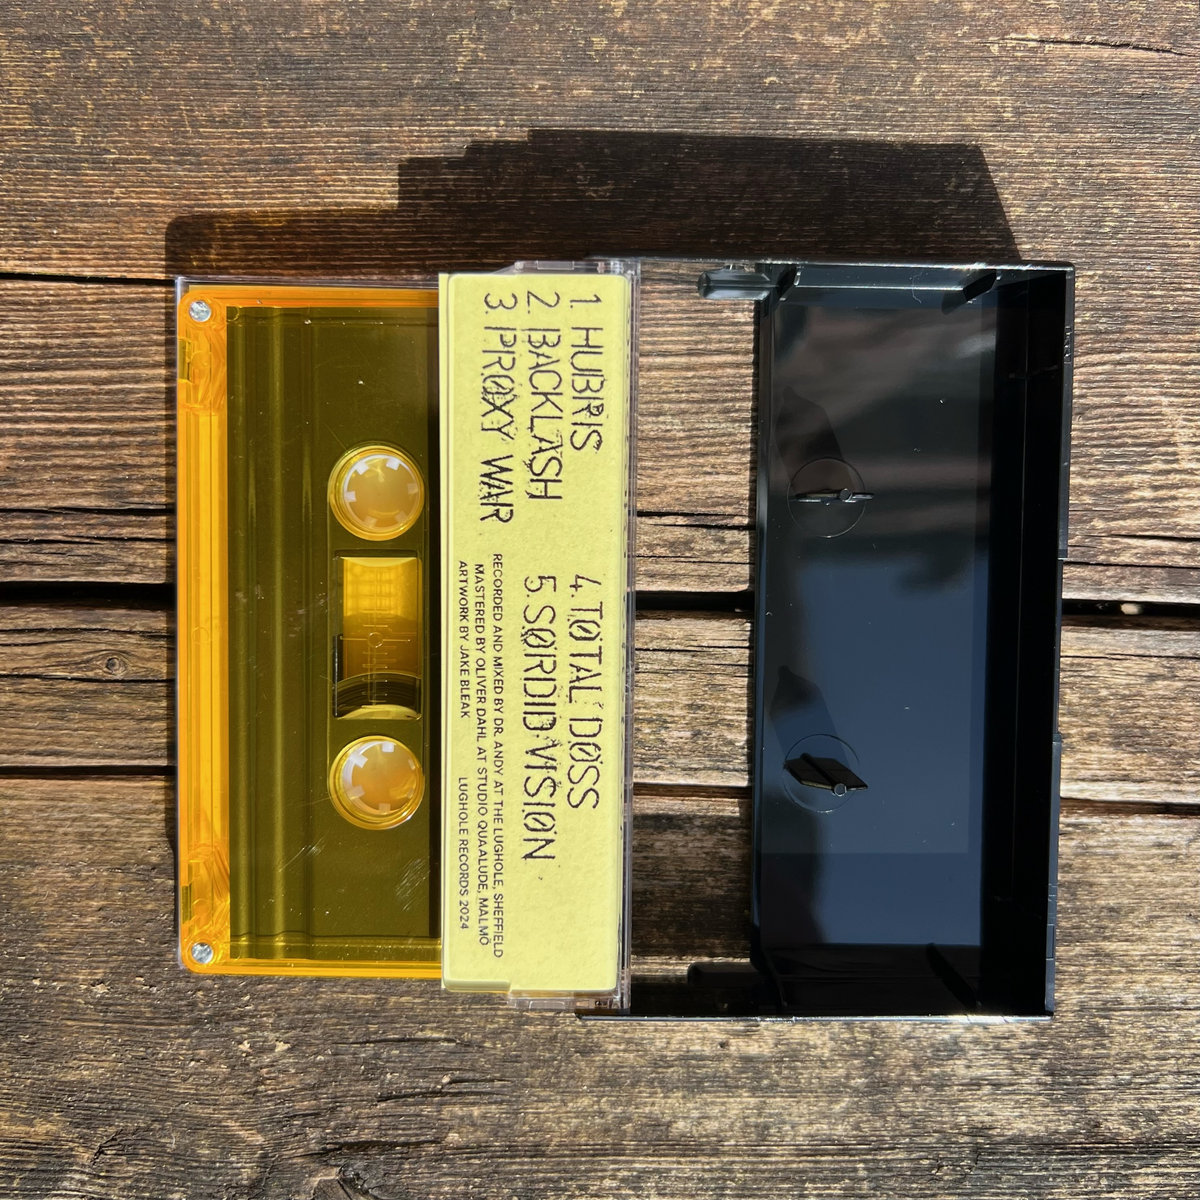 1. HUBRIS
2. BACKLASH
3. PRØXY WAR
4. TØTAL DØSS
5. SØRDID VISIØN
RECORDED AND MIXED BY DR. ANDY AT THE LUGHOLE, SHEFFIELD
MASTERED BY OLIVER DAHL AT STUDIO QUAALUDE, MALMÖ
ARTWORK BY JAKE BLEAK LUGHOLE RECORDS 2024